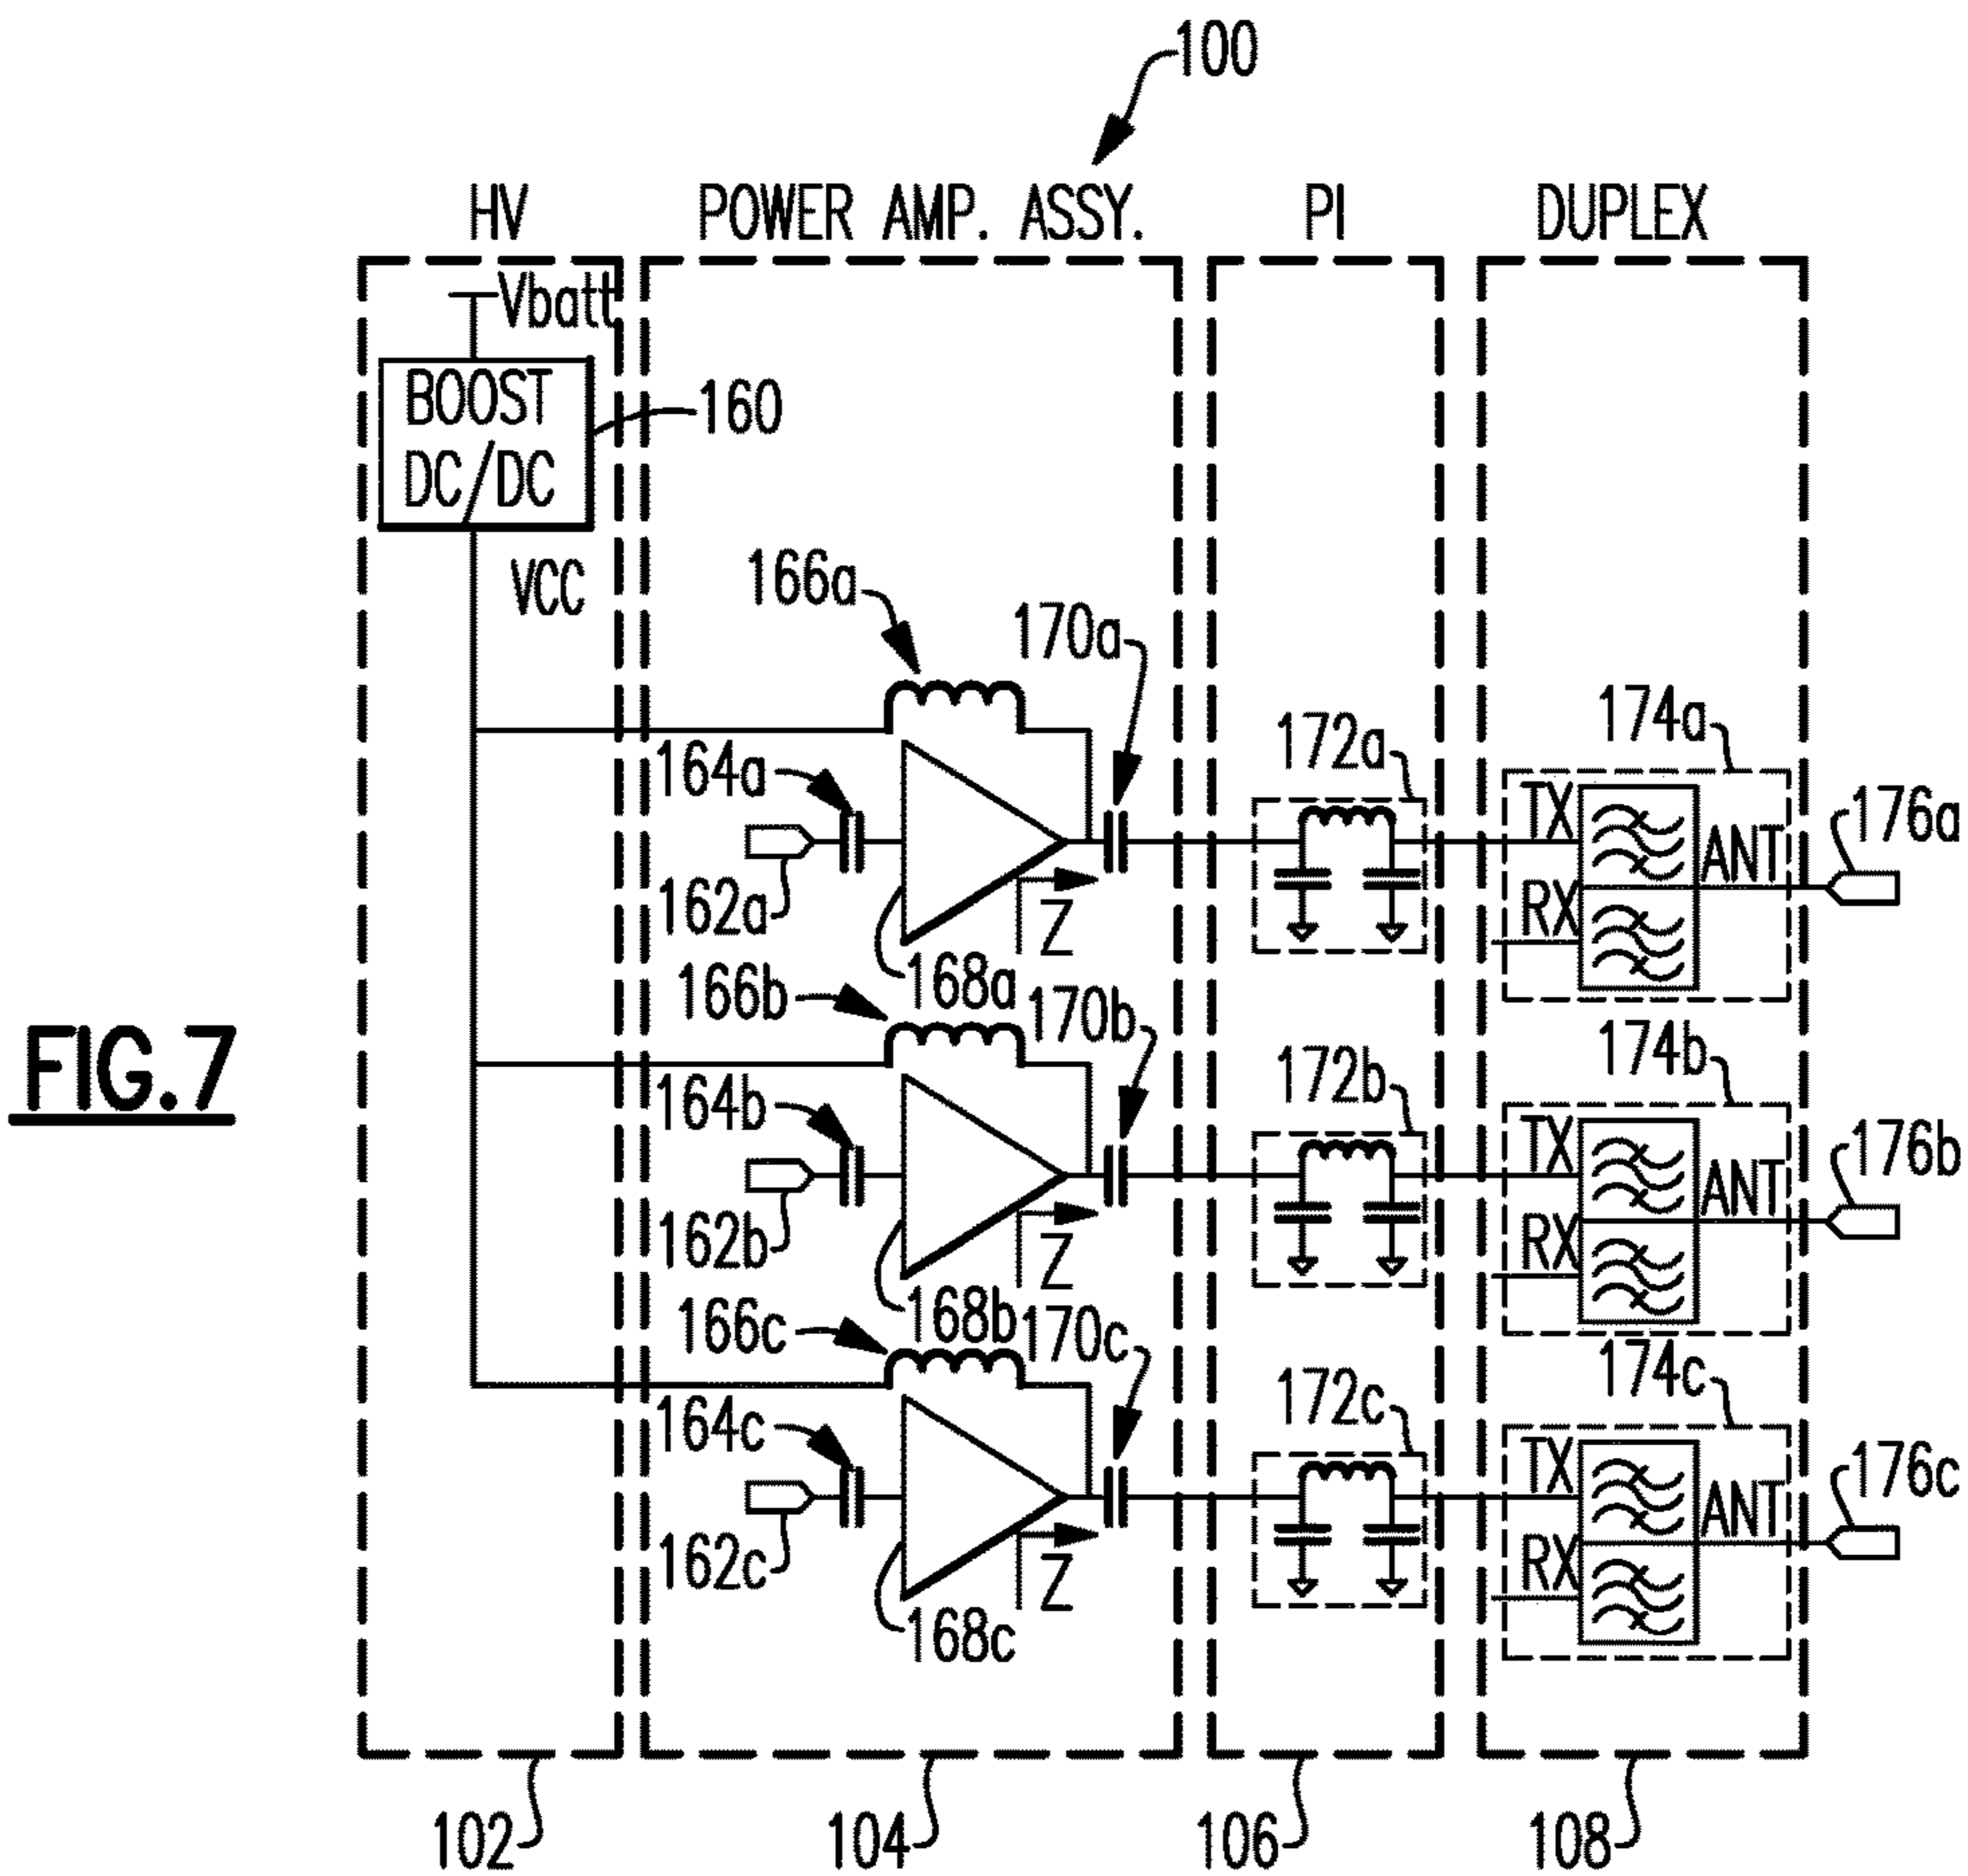 100
HV
POWER AMP. ASSY.
PI
DUPLEX
Vbatt
BOOST
DC/DC
160
VCC
166a
170a
164a
172a
174a
TX
176a
ANT
162a
RX
Z
168a
166b
170b
FIG.7
164b
172b
174b
TX
176b
ANT
162b
RX
Z
168b
166c
170c
164c
172c
174c
TX
176c
ANT
162c
RX
Z
168c
102
104
106
108